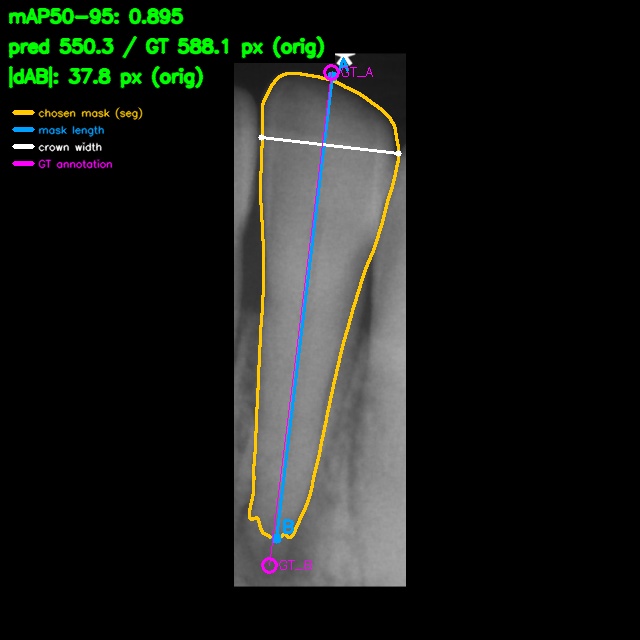 mAP50-95: 0.895
pred 550.3 / GT 588.1 px (orig)
|dAB|: 37.8 px (orig)
chosen mask (seg)
mask length
crown width
GT annotation
A
GT_A
B
GT_B